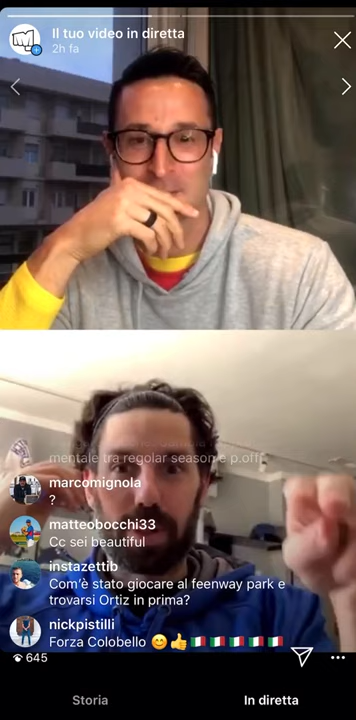 Il tuo video in diretta
2h fa
mentale tra regolar season e p.off
marcomignola
?
matteobocchi33
Cc sei beautiful
instazettib
Com'è stato giocare al feenway park e
trovarsi Ortiz in prima?
nickpistilli
Forza Colobello 😊👍🇮🇹🇮🇹🇮🇹🇮🇹🇮🇹
645
Storia
In diretta